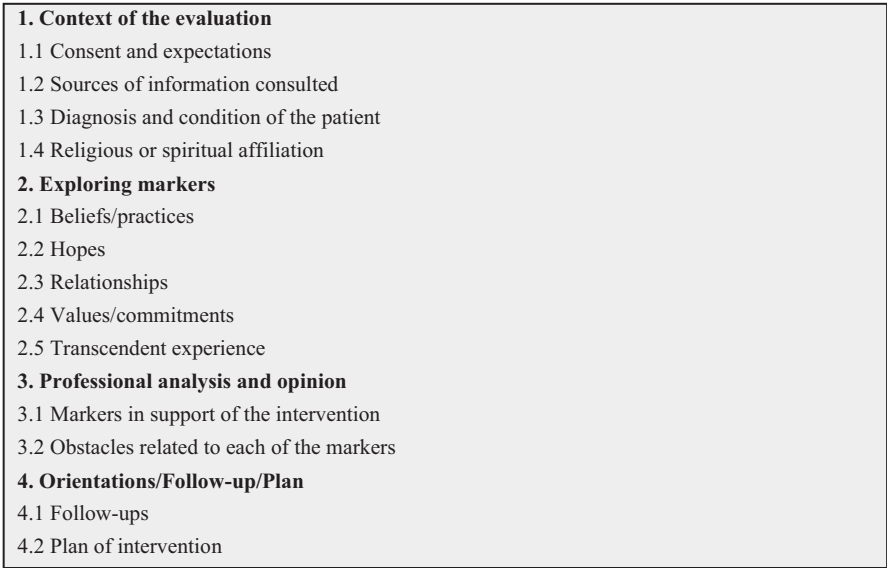 1. Context of the evaluation
1.1 Consent and expectations
1.2 Sources of information consulted
1.3 Diagnosis and condition of the patient
1.4 Religious or spiritual affiliation
2. Exploring markers
2.1 Beliefs/practices
2.2 Hopes
2.3 Relationships
2.4 Values/commitments
2.5 Transcendent experience
3. Professional analysis and opinion
3.1 Markers in support of the intervention
3.2 Obstacles related to each of the markers
4. Orientations/Follow-up/Plan
4.1 Follow-ups
4.2 Plan of intervention